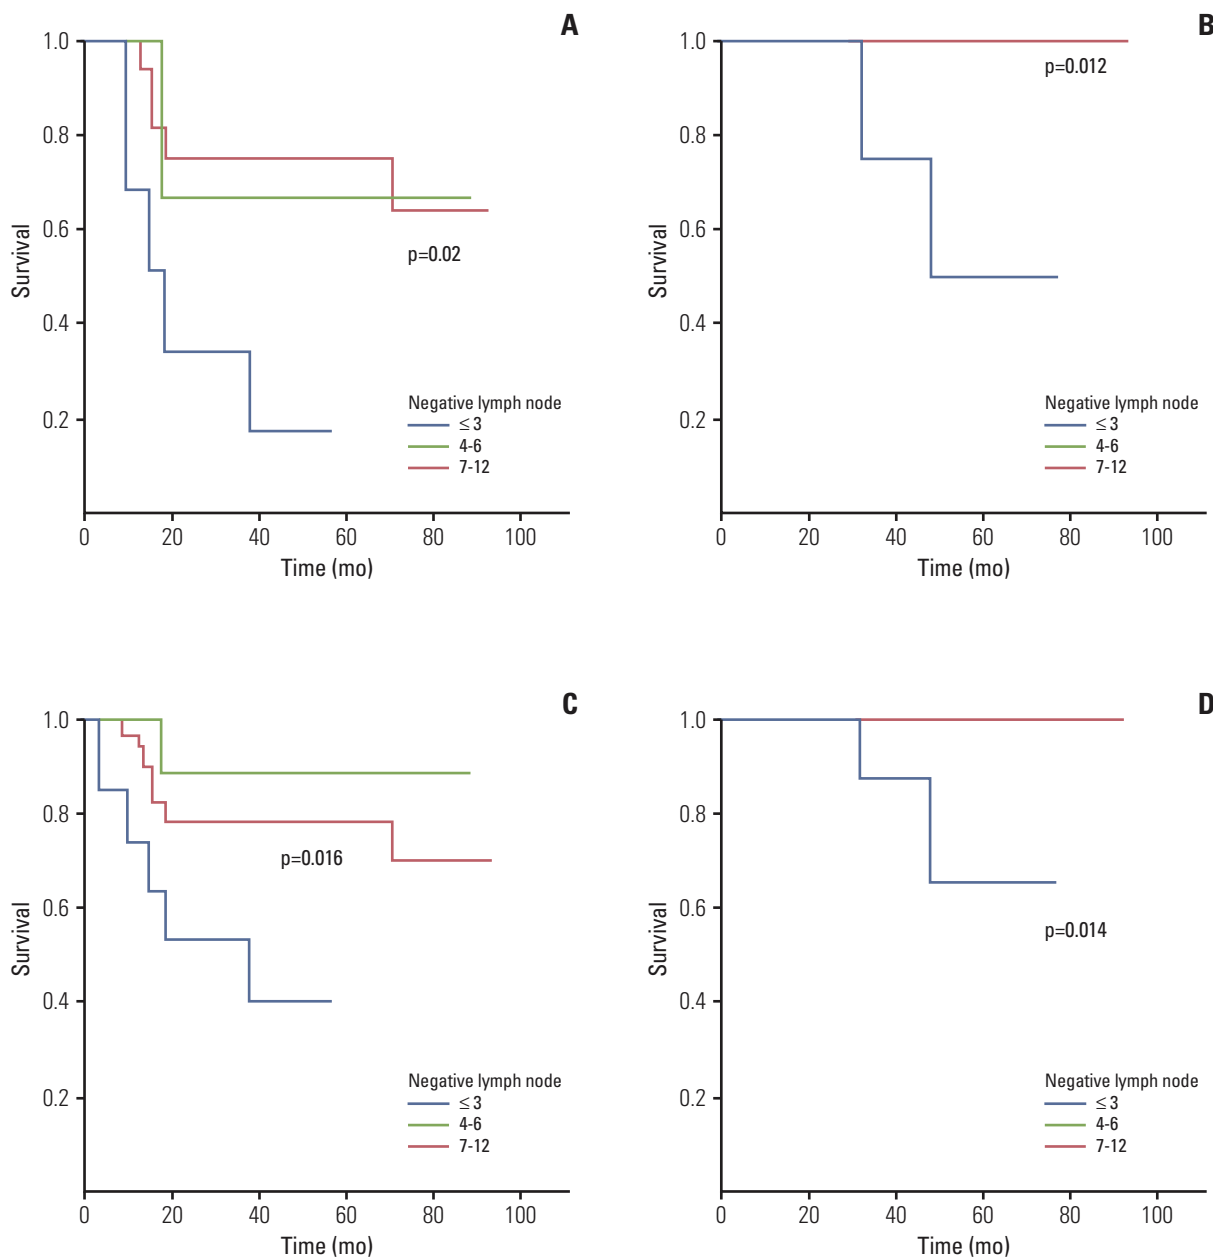 A
1.0
0.8
0.6
0.4
0.2
Survival
p=0.02
Negative lymph node
≤ 3
4-6
7-12
0 20 40 60 80 100
Time (mo)
B
1.0
0.8
0.6
0.4
0.2
Survival
p=0.012
Negative lymph node
≤ 3
4-6
7-12
0 20 40 60 80 100
Time (mo)
C
1.0
0.8
0.6
0.4
0.2
Survival
p=0.016
Negative lymph node
≤ 3
4-6
7-12
0 20 40 60 80 100
Time (mo)
D
1.0
0.8
0.6
0.4
0.2
Survival
p=0.014
Negative lymph node
≤ 3
4-6
7-12
0 20 40 60 80 100
Time (mo)